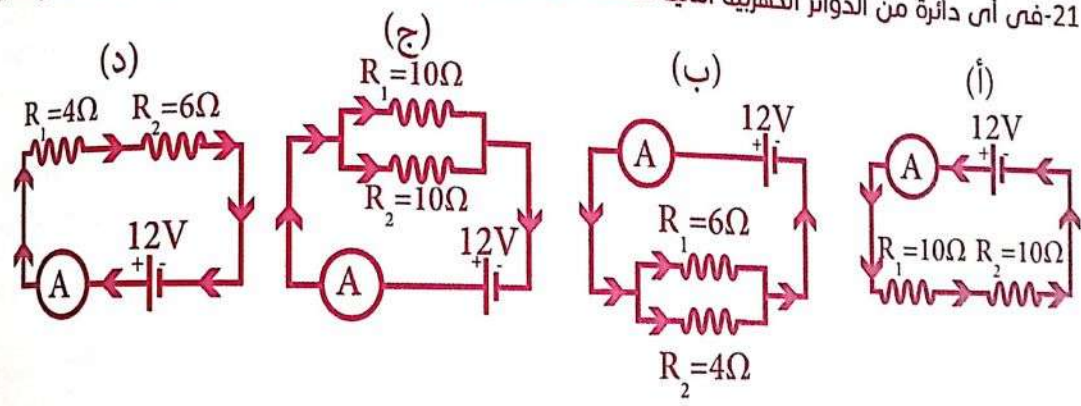 21-فى أى دائرة من الدوائر الكهربية
(أ)
12V
+ -
A
R₁=10Ω R₂=10Ω
(ب)
12V
+ -
A
R₁=6Ω
R₂=4Ω
(ج)
R₁=10Ω
R₂=10Ω
12V
+ -
A
(د)
R₁=4Ω R₂=6Ω
12V
+ -
A